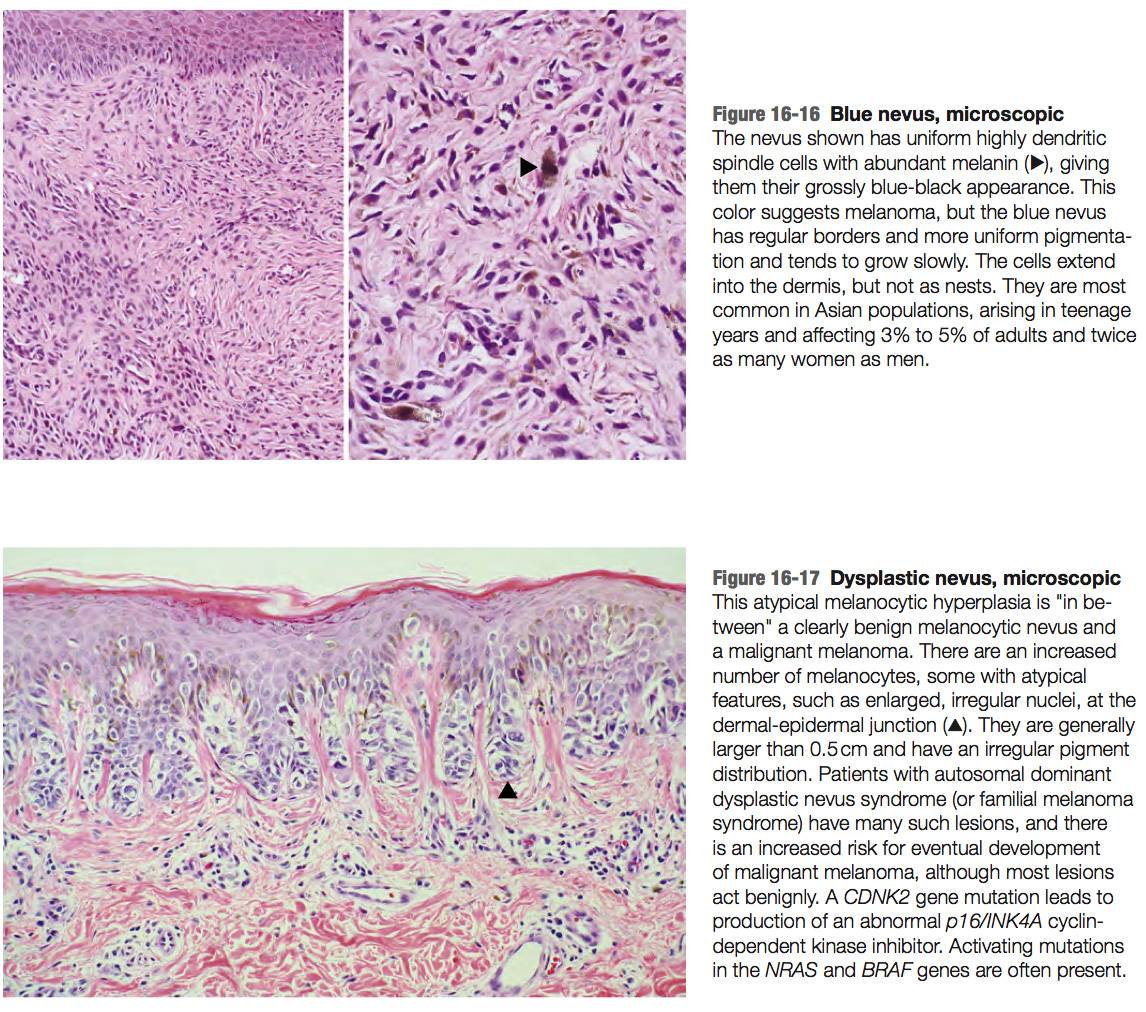 Figure 16-16 Blue nevus, microscopic
The nevus shown has uniform highly dendritic
spindle cells with abundant melanin (▶), giving
them their grossly blue-black appearance. This
color suggests melanoma, but the blue nevus
has regular borders and more uniform pigmenta-
tion and tends to grow slowly. The cells extend
into the dermis, but not as nests. They are most
common in Asian populations, arising in teenage
years and affecting 3% to 5% of adults and twice
as many women as men.
Figure 16-17 Dysplastic nevus, microscopic
This atypical melanocytic hyperplasia is "in be-
tween" a clearly benign melanocytic nevus and
a malignant melanoma. There are an increased
number of melanocytes, some with atypical
features, such as enlarged, irregular nuclei, at the
dermal-epidermal junction (▲). They are generally
larger than 0.5 cm and have an irregular pigment
distribution. Patients with autosomal dominant
dysplastic nevus syndrome (or familial melanoma
syndrome) have many such lesions, and there
is an increased risk for eventual development
of malignant melanoma, although most lesions
act benignly. A CDNK2 gene mutation leads to
production of an abnormal p16/INK4A cyclin-
dependent kinase inhibitor. Activating mutations
in the NRAS and BRAF genes are often present.